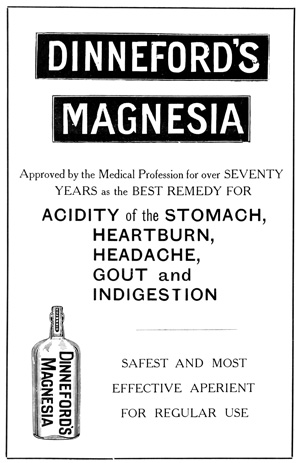 DINNEFORD'S
MAGNESIA
Approved by the Medical Profession for over SEVENTY
YEARS as the BEST REMEDY FOR
ACIDITY of the STOMACH,
HEARTBURN,
HEADACHE,
GOUT and
INDIGESTION
DINNEFORD'S
MAGNESIA
SAFEST AND MOST
EFFECTIVE APERIENT
FOR REGULAR USE